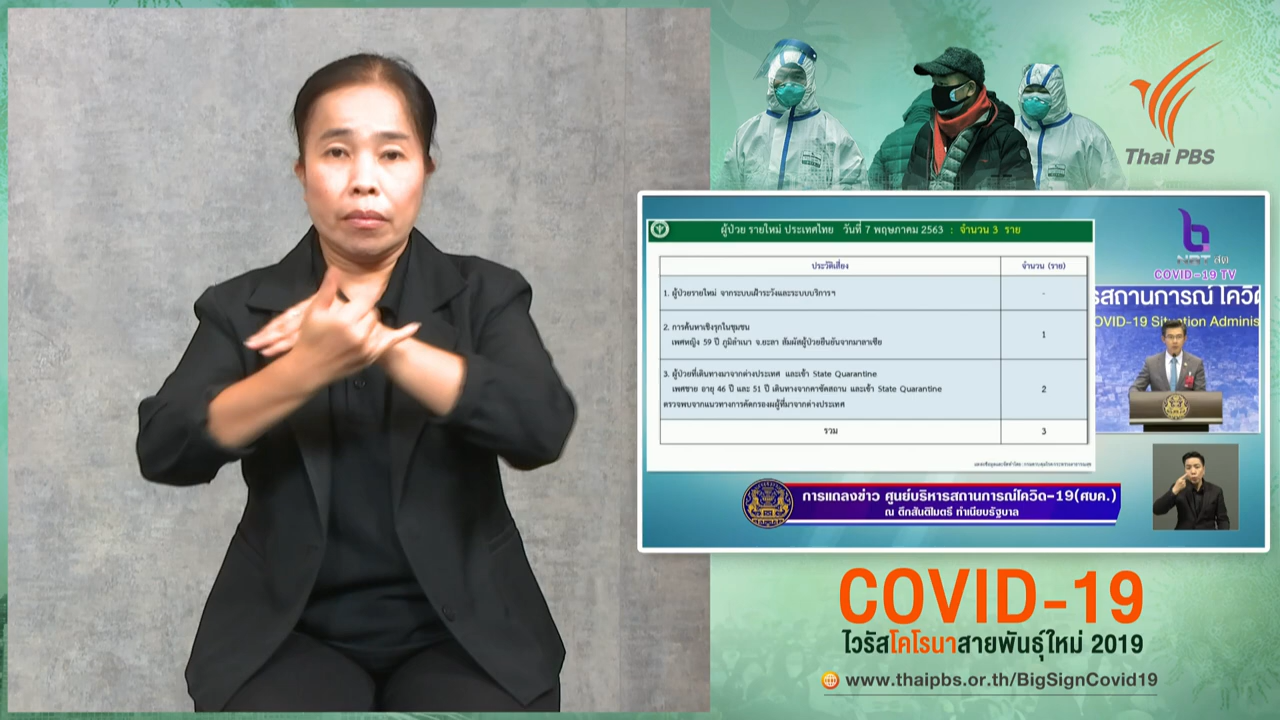 Thai PBS
ผู้ป่วย รายใหม่ ประเทศไทย วันที่ 7 พฤษภาคม 2563 : จำนวน 3 ราย
ประวัติเสี่ยง จำนวน (ราย)
1. ผู้ป่วยรายใหม่ จากระบบเฝ้าระวังและระบบบริการฯ -
2. การค้นหาเชิงรุกในชุมชน
เพศหญิง 59 ปี ภูมิลำเนา จ.ยะลา สัมผัสผู้ป่วยยืนยันจากมาลาเซีย 1
3. ผู้ป่วยที่เดินทางมาจากต่างประเทศ และเข้า State Quarantine
เพศชาย อายุ 46 ปี และ 51 ปี เดินทางจากคาซัคสถาน และเข้า State Quarantine 2
ตรวจพบจากแนวทางการคัดกรองผู้ที่มาจากต่างประเทศ
รวม 3
COVID-19 TV
รสถานการณ์ โควิด
OVID-19 Situation Adminis
การแถลงข่าว ศูนย์บริหารสถานการณ์โควิด-19(ศบค.)
ณ ตึกสันติไมตรี ทำเนียบรัฐบาล
COVID-19
ไวรัสโคโรนาสายพันธุ์ใหม่ 2019
www.thaipbs.or.th/BigSignCovid19